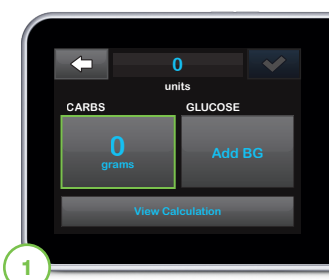 0
units
CARBS GLUCOSE
0
grams
Add BG
View Calculation
1